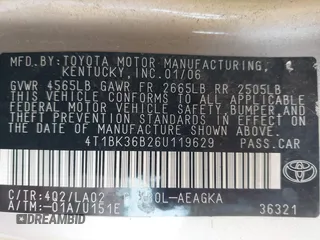 MFD.BY:TOYOTA MOTOR MANUFACTURING,
KENTUCKY,INC.01/06
GVWR 4565LB GAWR FR 2665LB RR 2505LB
THIS VEHICLE CONFORMS TO ALL APPLICABLE
FEDERAL MOTOR VEHICLE SAFETY, BUMPER AND
THEFT PREVENTION STANDARDS IN EFFECT ON
THE DATE OF MANUFACTURE SHOWN ABOVE.
4T1BK36B26U119629 PASS.CAR
C/TR:4Q2/LA02 L-AEAGKA
A/TM:-01A/U151E 36321
DREAMBID